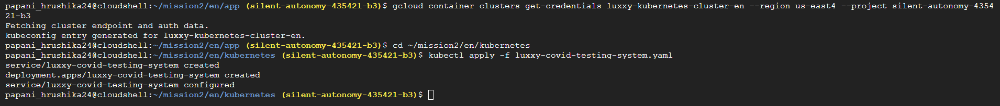 papani_hrushika24@cloudshell:~/mission2/en/app (silent-autonomy-435421-b3)$ gcloud container clusters get-credentials luxxy-kubernetes-cluster-en --region us-east4 --project silent-autonomy-4354
21-b3
Fetching cluster endpoint and auth data.
kubeconfig entry generated for luxxy-kubernetes-cluster-en.
papani_hrushika24@cloudshell:~/mission2/en/app (silent-autonomy-435421-b3)$ cd ~/mission2/en/kubernetes
papani_hrushika24@cloudshell:~/mission2/en/kubernetes (silent-autonomy-435421-b3)$ kubectl apply -f luxxy-covid-testing-system.yaml
service/luxxy-covid-testing-system created
deployment.apps/luxxy-covid-testing-system created
service/luxxy-covid-testing-system configured
papani_hrushika24@cloudshell:~/mission2/en/kubernetes (silent-autonomy-435421-b3)$